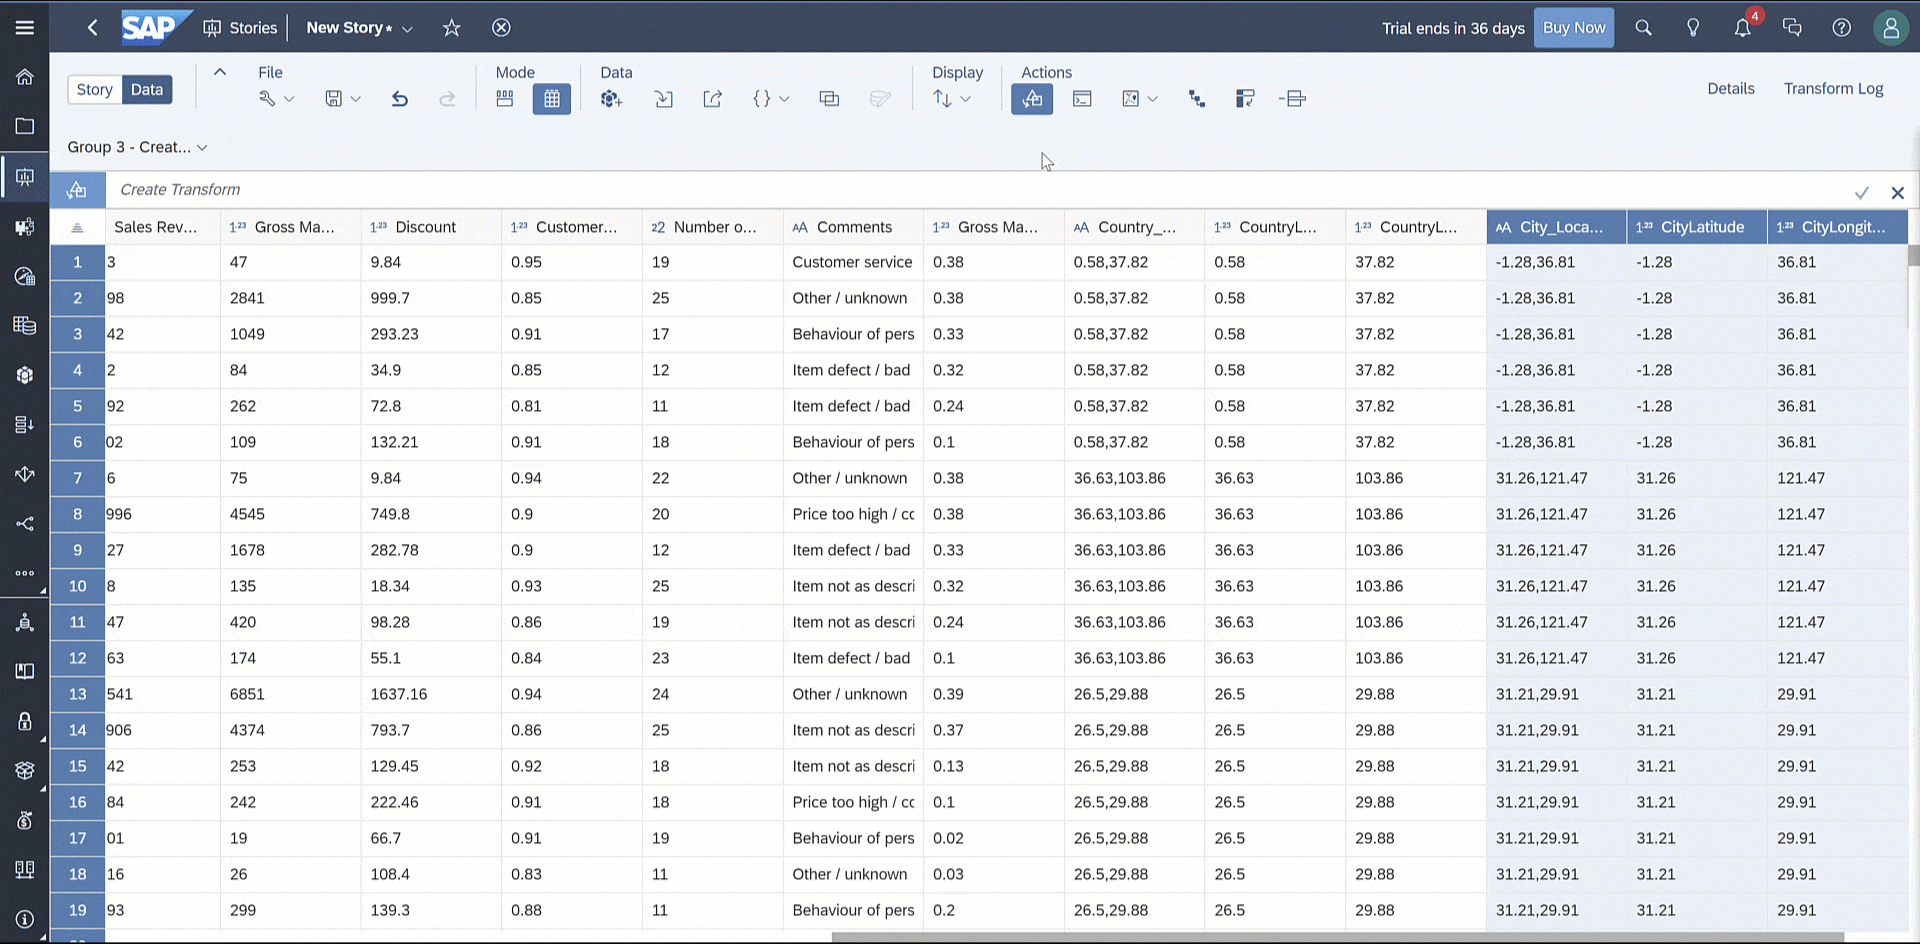 SAP Stories New Story * Trial ends in 36 days Buy Now 4
File Mode Data Display Actions
Story Data Details Transform Log
Group 3 - Creat...
Create Transform
Sales Rev... 123 Gross Ma... 123 Discount 123 Customer... 22 Number o... AA Comments 123 Gross Ma... AA Country_... 123 CountryL... 123 CountryL... AA City_Loca... 123 CityLatitude 123 CityLongit...
1 3 47 9.84 0.95 19 Customer service 0.38 0.58,37.82 0.58 37.82 -1.28,36.81 -1.28 36.81
2 98 2841 999.7 0.85 25 Other / unknown 0.38 0.58,37.82 0.58 37.82 -1.28,36.81 -1.28 36.81
3 42 1049 293.23 0.91 17 Behaviour of pers 0.33 0.58,37.82 0.58 37.82 -1.28,36.81 -1.28 36.81
4 2 84 34.9 0.85 12 Item defect / bad 0.32 0.58,37.82 0.58 37.82 -1.28,36.81 -1.28 36.81
5 92 262 72.8 0.81 11 Item defect / bad 0.24 0.58,37.82 0.58 37.82 -1.28,36.81 -1.28 36.81
6 02 109 132.21 0.91 18 Behaviour of pers 0.1 0.58,37.82 0.58 37.82 -1.28,36.81 -1.28 36.81
7 6 75 9.84 0.94 22 Other / unknown 0.38 36.63,103.86 36.63 103.86 31.26,121.47 31.26 121.47
8 996 4545 749.8 0.9 20 Price too high / cc 0.38 36.63,103.86 36.63 103.86 31.26,121.47 31.26 121.47
9 27 1678 282.78 0.9 12 Item defect / bad 0.33 36.63,103.86 36.63 103.86 31.26,121.47 31.26 121.47
10 8 135 18.34 0.93 25 Item not as descri 0.32 36.63,103.86 36.63 103.86 31.26,121.47 31.26 121.47
11 47 420 98.28 0.86 19 Item not as descri 0.24 36.63,103.86 36.63 103.86 31.26,121.47 31.26 121.47
12 63 174 55.1 0.84 23 Item defect / bad 0.1 36.63,103.86 36.63 103.86 31.26,121.47 31.26 121.47
13 541 6851 1637.16 0.94 24 Other / unknown 0.39 26.5,29.88 26.5 29.88 31.21,29.91 31.21 29.91
14 906 4374 793.7 0.86 25 Item not as descri 0.37 26.5,29.88 26.5 29.88 31.21,29.91 31.21 29.91
15 42 253 129.45 0.92 18 Item not as descri 0.13 26.5,29.88 26.5 29.88 31.21,29.91 31.21 29.91
16 84 242 222.46 0.91 18 Price too high / cc 0.1 26.5,29.88 26.5 29.88 31.21,29.91 31.21 29.91
17 01 19 66.7 0.91 19 Behaviour of pers 0.02 26.5,29.88 26.5 29.88 31.21,29.91 31.21 29.91
18 16 26 108.4 0.83 11 Other / unknown 0.03 26.5,29.88 26.5 29.88 31.21,29.91 31.21 29.91
19 93 299 139.3 0.88 11 Behaviour of pers 0.2 26.5,29.88 26.5 29.88 31.21,29.91 31.21 29.91